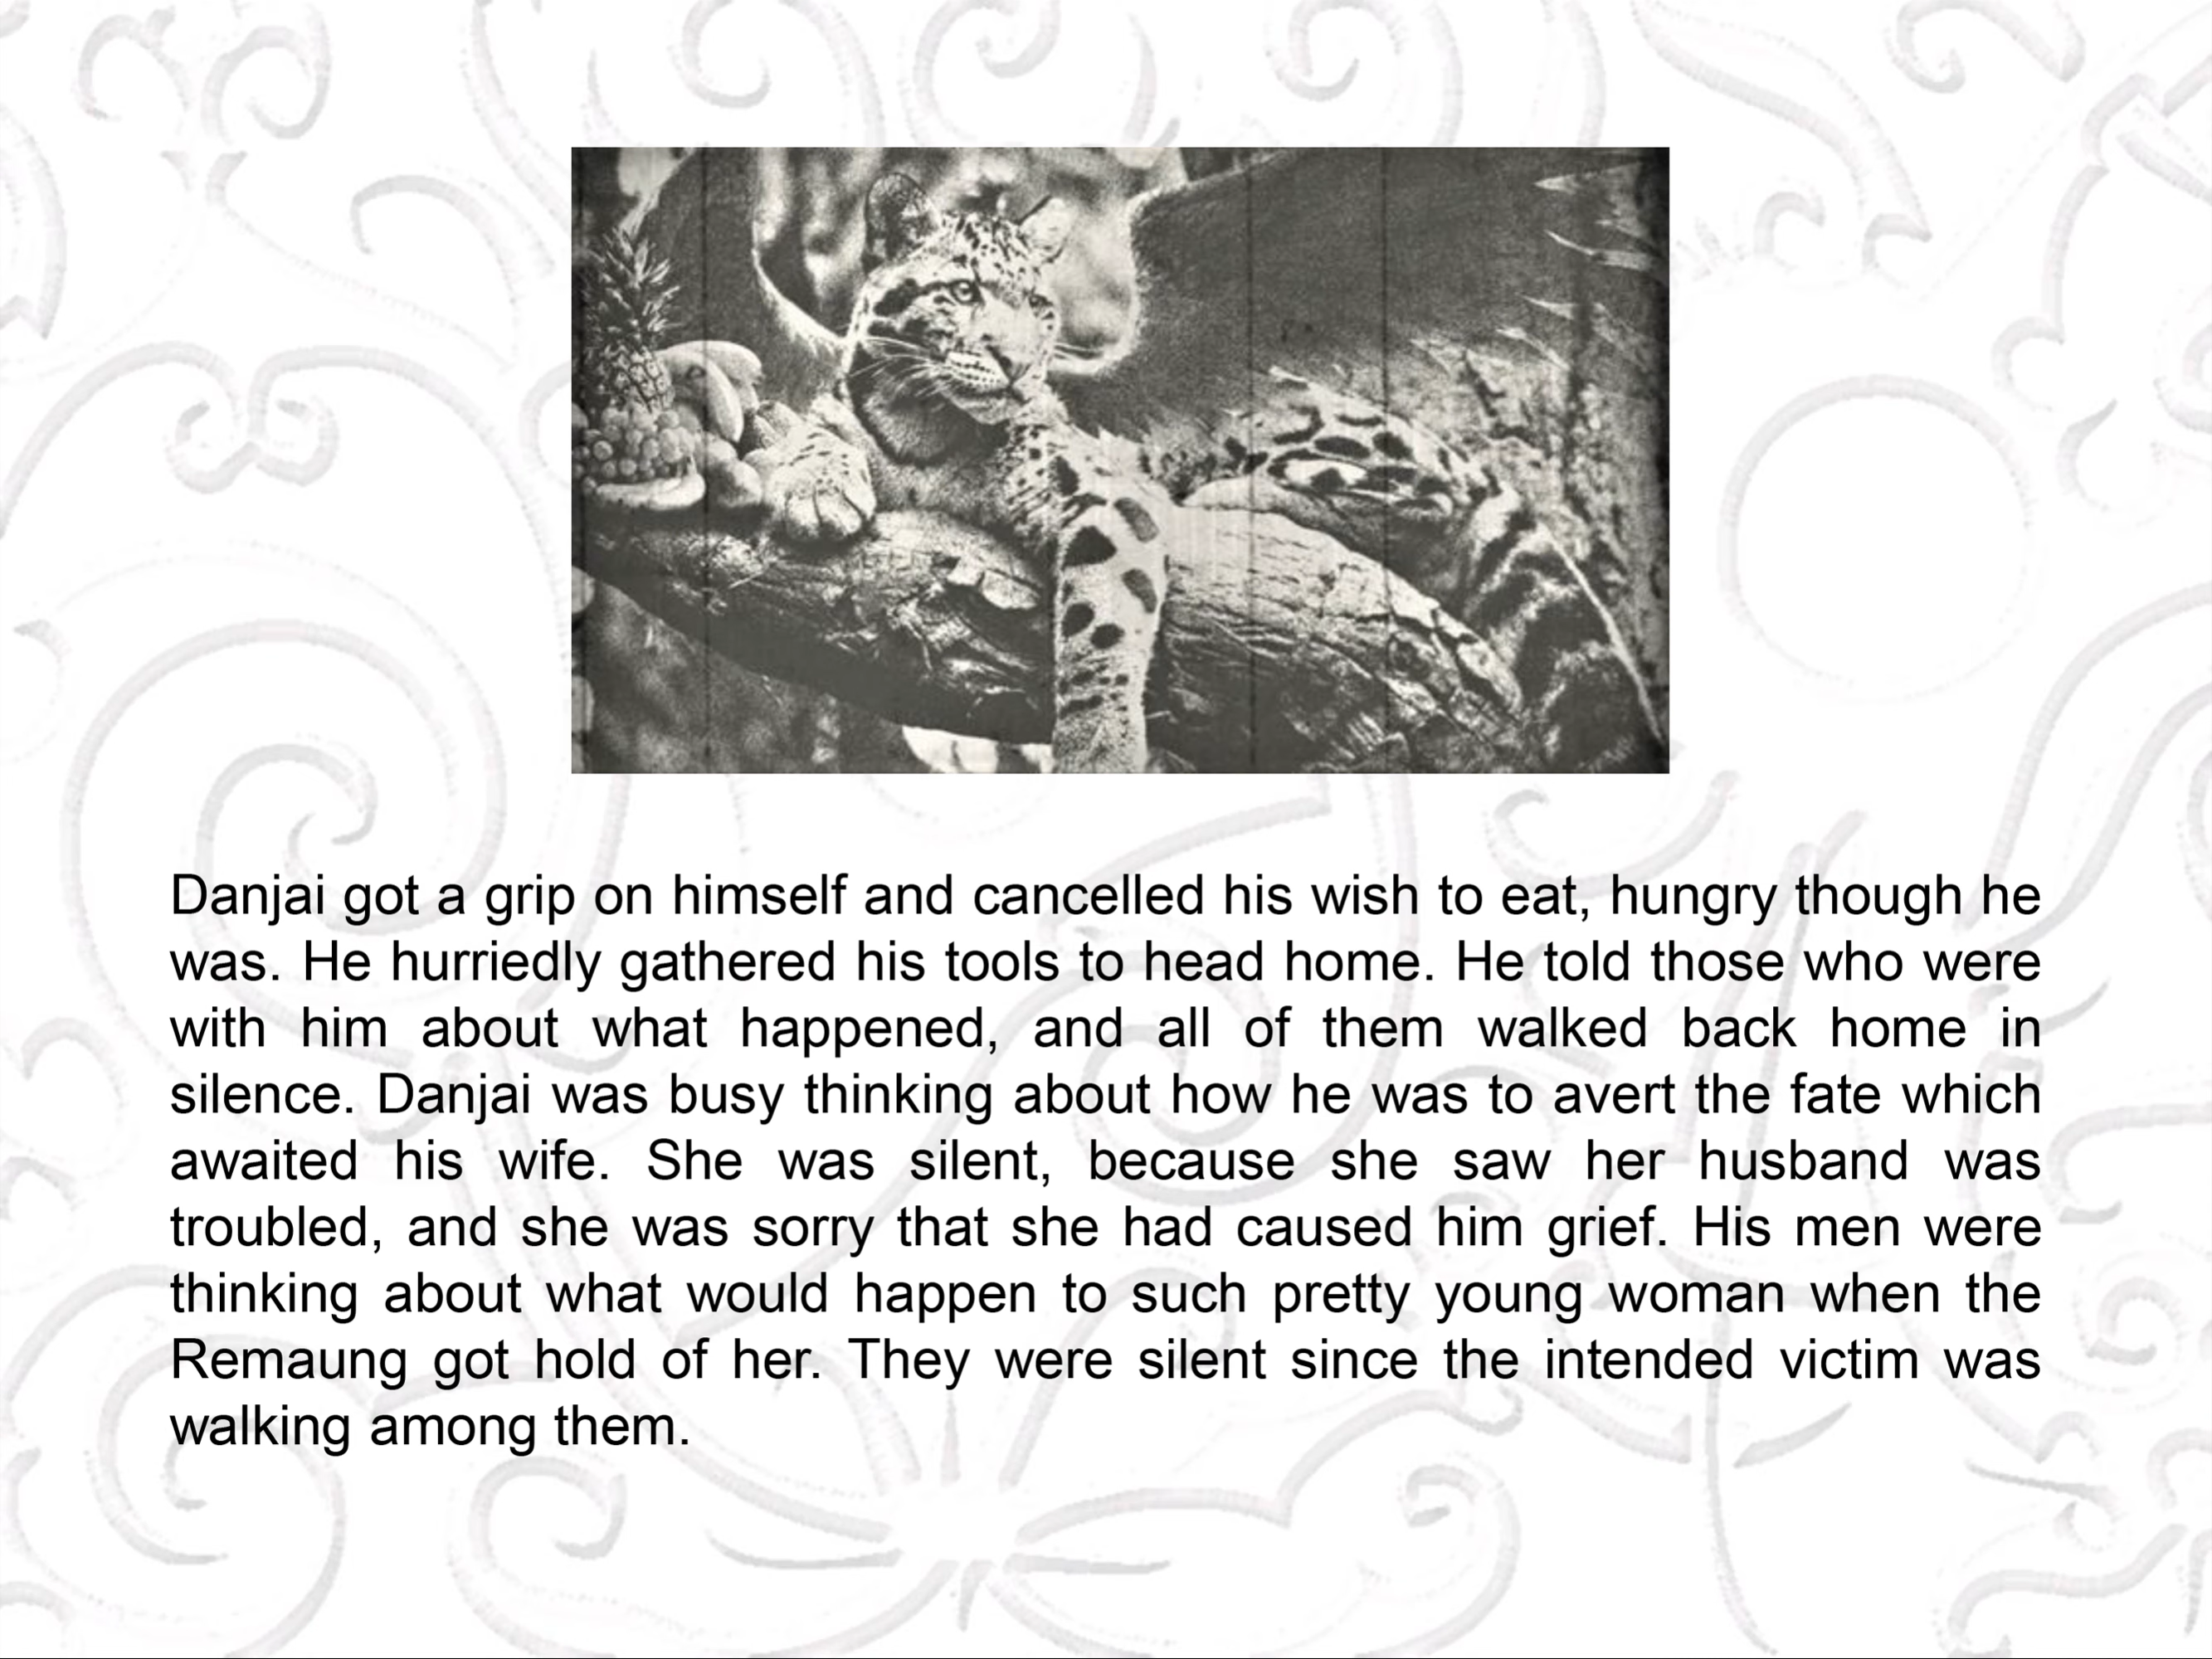 Danjai got a grip on himself and cancelled his wish to eat, hungry though he
was. He hurriedly gathered his tools to head home. He told those who were
with him about what happened, and all of them walked back home in
silence. Danjai was busy thinking about how he was to avert the fate which
awaited his wife. She was silent, because she saw her husband was
troubled, and she was sorry that she had caused him grief. His men were
thinking about what would happen to such pretty young woman when the
Remaung got hold of her. They were silent since the intended victim was
walking among them.